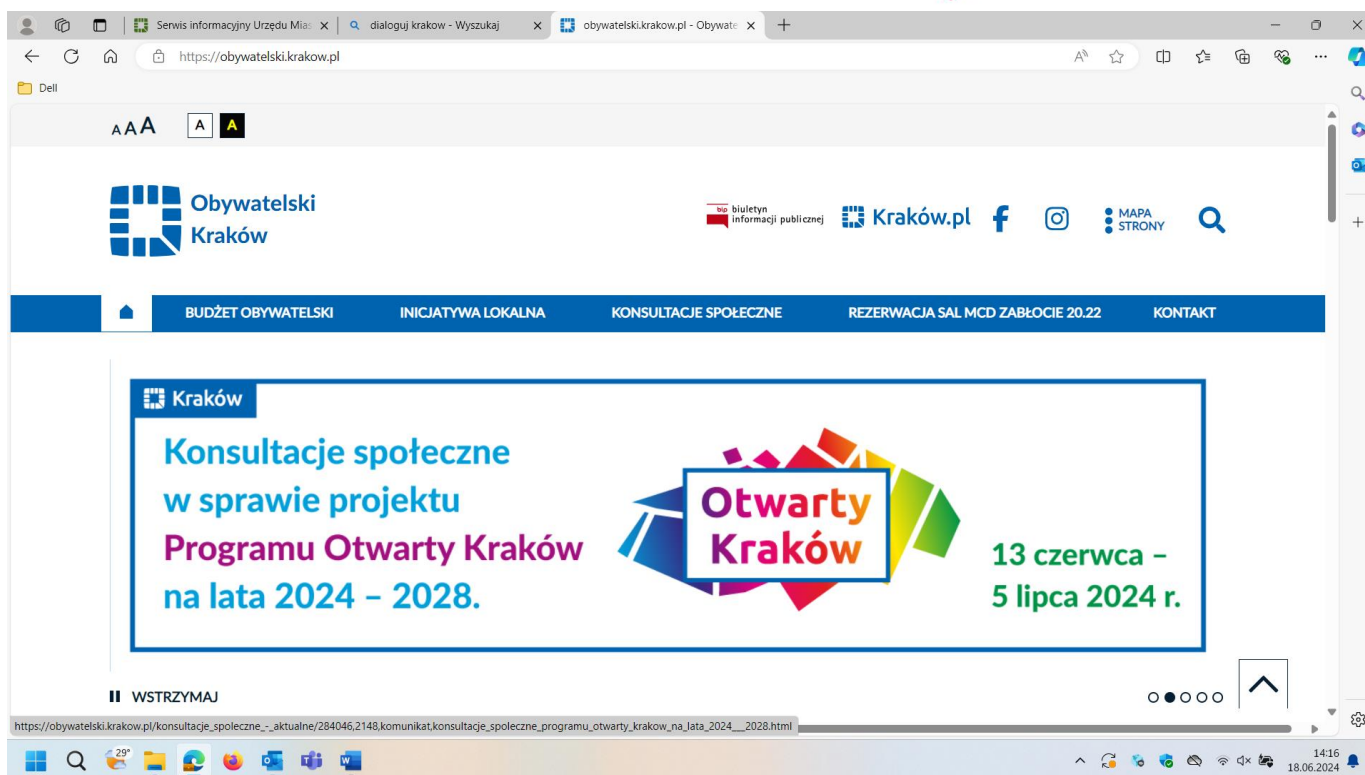 Serwis informacyjny Urzędu Mias
dialoguj krakow - Wyszukaj
obywatelski.krakow.pl - Obywate
https://obywatelski.krakow.pl
Dell
A A A
A A
Obywatelski
Kraków
bip biuletyn
informacji publicznej
Kraków.pl
MAPA
STRONY
BUDŻET OBYWATELSKI INICJATYWA LOKALNA KONSULTACJE SPOŁECZNE REZERWACJA SAL MCD ZABŁOCIE 20.22 KONTAKT
Kraków
Konsultacje społeczne
w sprawie projektu
Programu Otwarty Kraków
na lata 2024 – 2028.
Otwarty
Kraków
13 czerwca –
5 lipca 2024 r.
WSTRZYMAJ
https://obywatelski.krakow.pl/konsultacje_spoleczne_-_aktualne/284046,2148,komunikat,konsultacje_spoleczne_programu_otwarty_krakow_na_lata_2024___2028.html
29°
14:16
18.06.2024